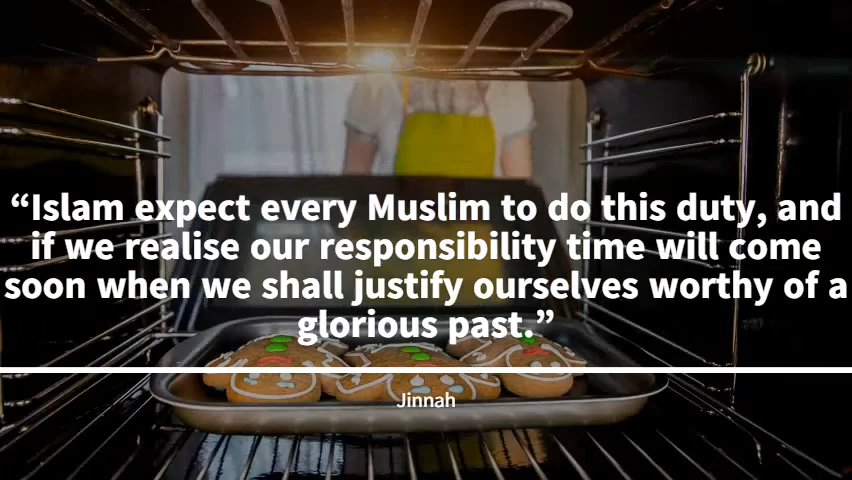 “Islam expect every Muslim to do this duty, and
if we realise our responsibility time will come
soon when we shall justify ourselves worthy of a
glorious past.”
Jinnah